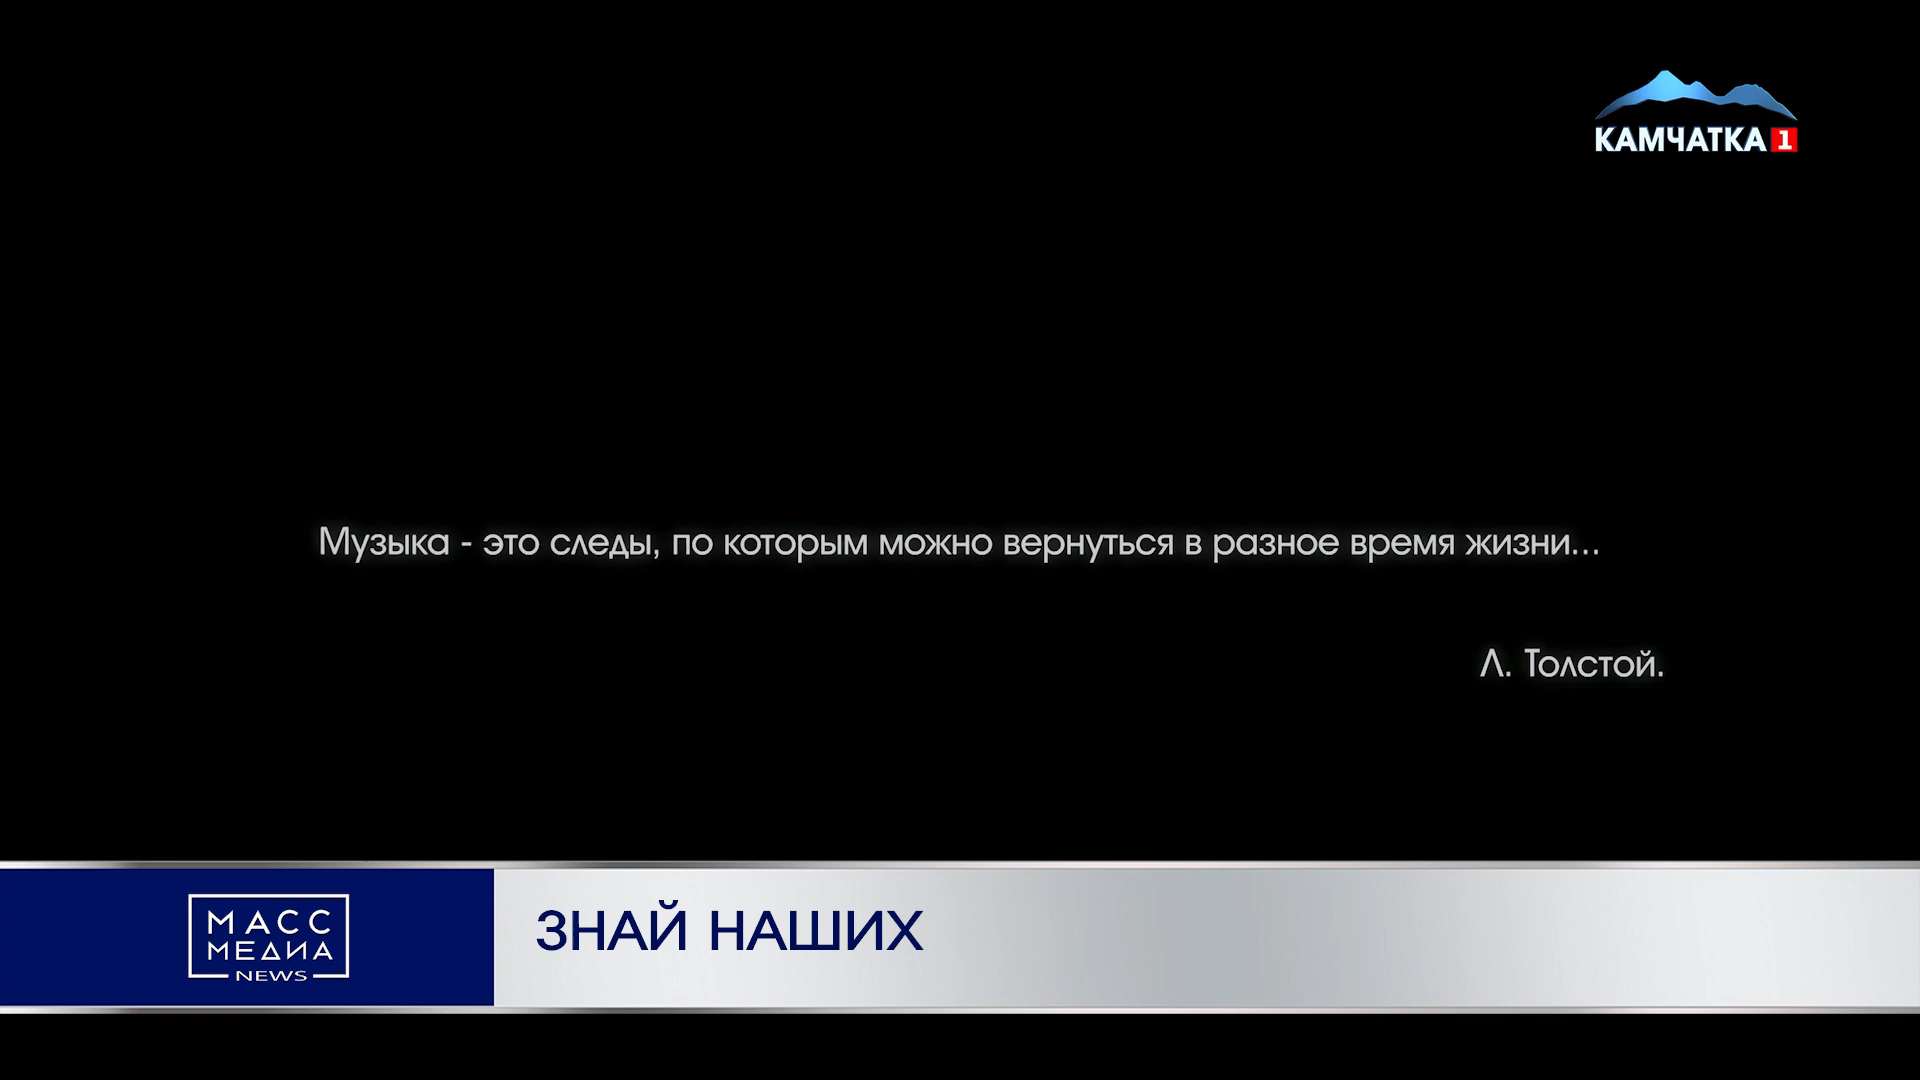 КАМЧАТКА 1
Музыка - это следы, по которым можно вернуться в разное время жизни...
Л. Толстой.
МАСС
МЕДИА
NEWS
ЗНАЙ НАШИХ